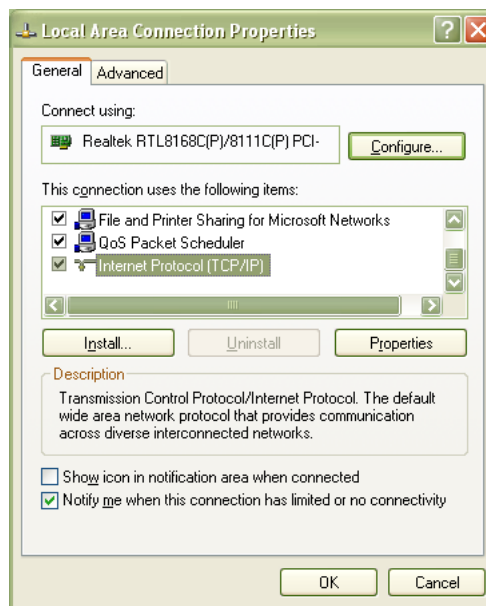 Local Area Connection Properties
General Advanced
Connect using:
Realtek RTL8168C(P)/8111C(P) PCI-
Configure...
This connection uses the following items:
File and Printer Sharing for Microsoft Networks
QoS Packet Scheduler
Internet Protocol (TCP/IP)
Install... Uninstall Properties
Description
Transmission Control Protocol/Internet Protocol. The default
wide area network protocol that provides communication
across diverse interconnected networks.
Show icon in notification area when connected
Notify me when this connection has limited or no connectivity
OK Cancel